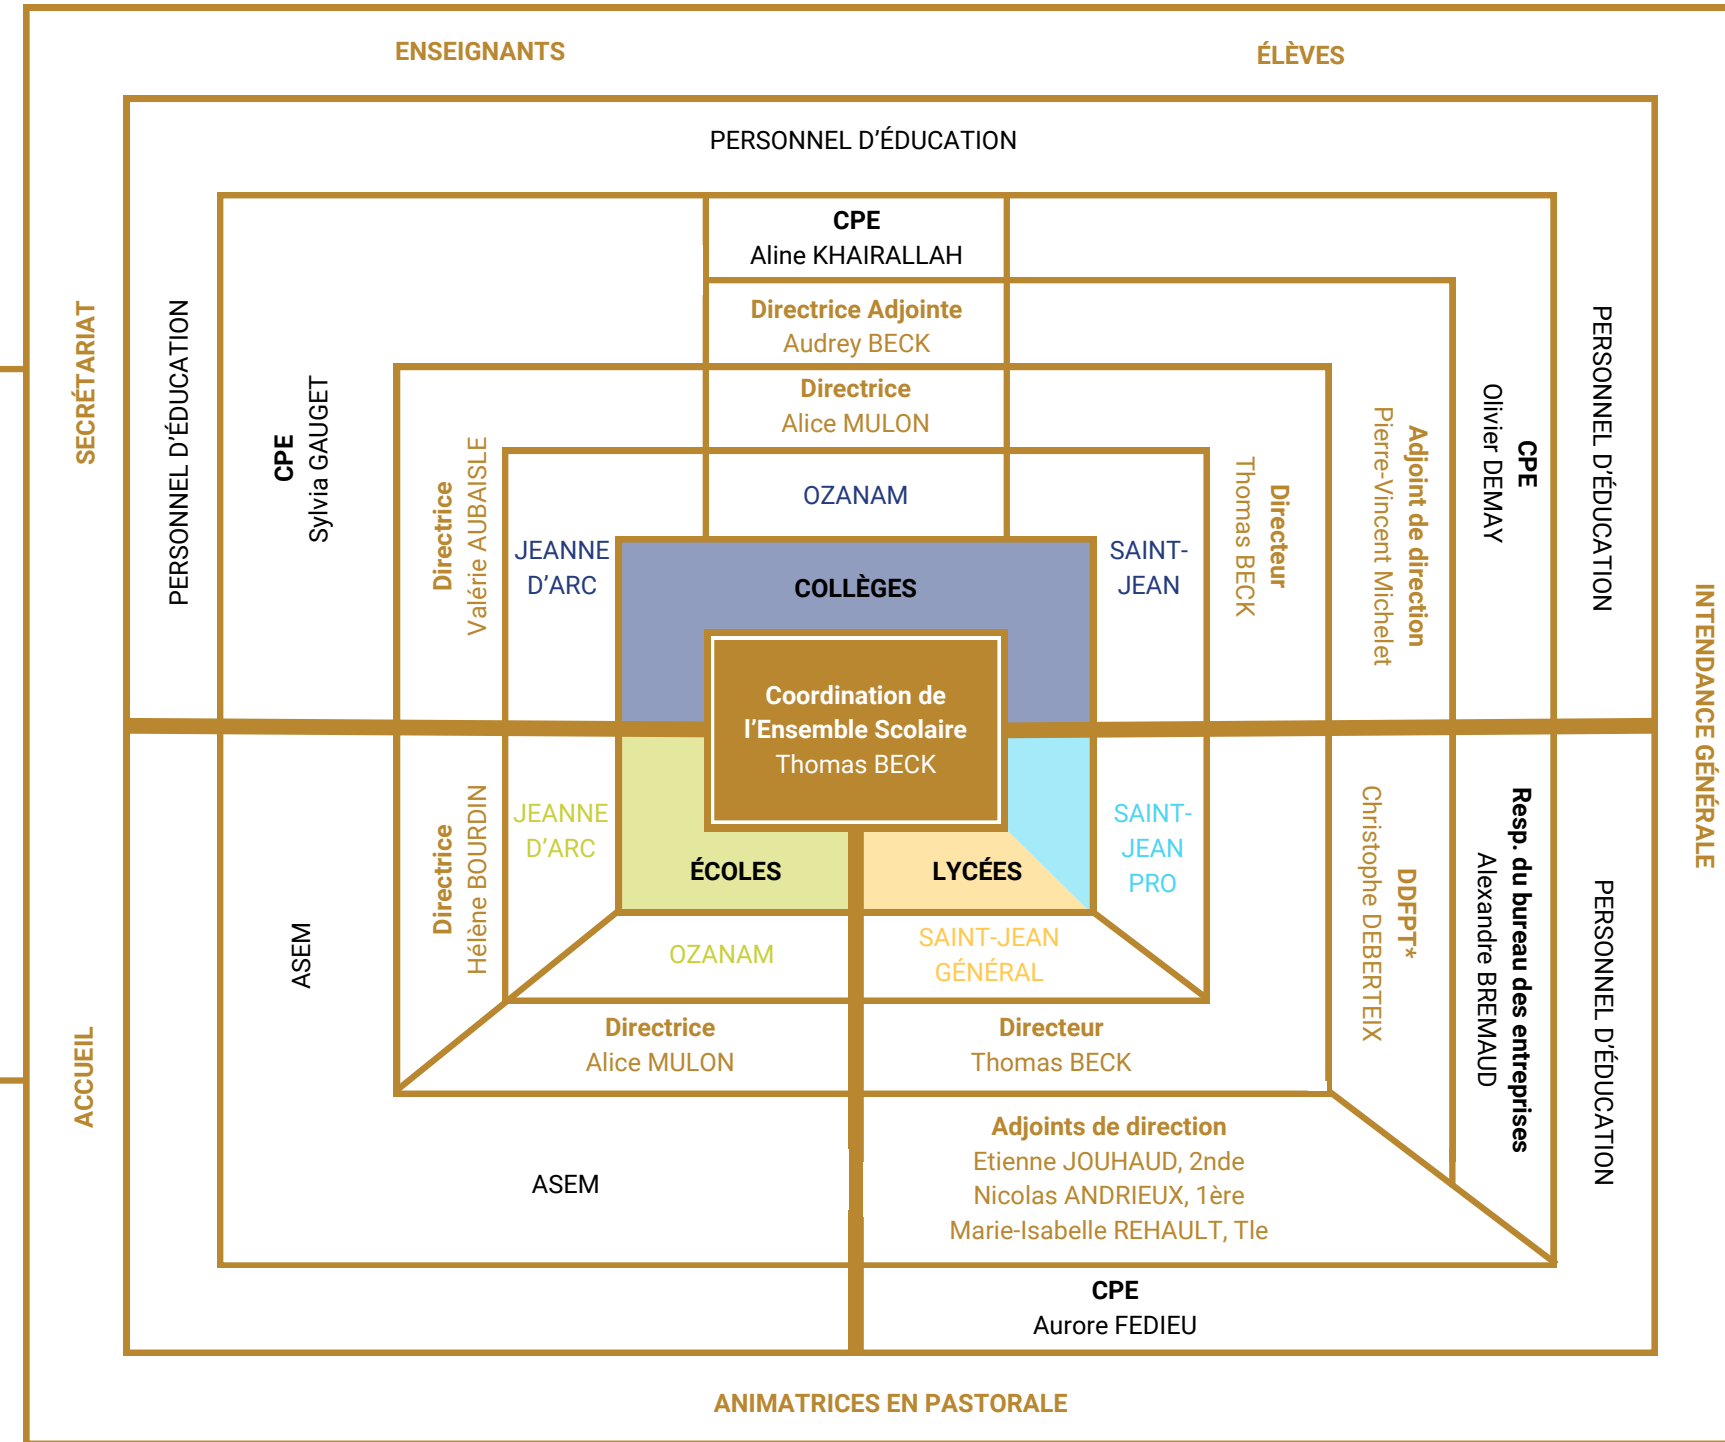 ENSEIGNANTS
ÉLÈVES
PERSONNEL D'ÉDUCATION
CPE
Aline KHAIRALLAH
Directrice Adjointe
Audrey BECK
Directrice
Alice MULON
OZANAM
SECRÉTARIAT
PERSONNEL D'ÉDUCATION
CPE
Sylvia GAUGET
Directrice
Valérie AUBAISLE
JEANNE
D'ARC
COLLÈGES
SAINT-
JEAN
Directeur
Thomas BECK
Adjoint de direction
Pierre-Vincent Michelet
CPE
Olivier DEMAY
PERSONNEL D'ÉDUCATION
INTENDANCE GÉNÉRALE
Coordination de
l'Ensemble Scolaire
Thomas BECK
ACCUEIL
ASEM
Directrice
Hélène BOURDIN
JEANNE
D'ARC
ÉCOLES
LYCÉES
SAINT-
JEAN
PRO
DDFPT*
Christophe DEBERTEIX
Resp. du bureau des entreprises
Alexandre BREMAUD
PERSONNEL D'ÉDUCATION
OZANAM
SAINT-JEAN
GÉNÉRAL
Directrice
Alice MULON
Directeur
Thomas BECK
ASEM
Adjoints de direction
Etienne JOUHAUD, 2nde
Nicolas ANDRIEUX, 1ère
Marie-Isabelle REHAULT, Tle
CPE
Aurore FEDIEU
ANIMATRICES EN PASTORALE